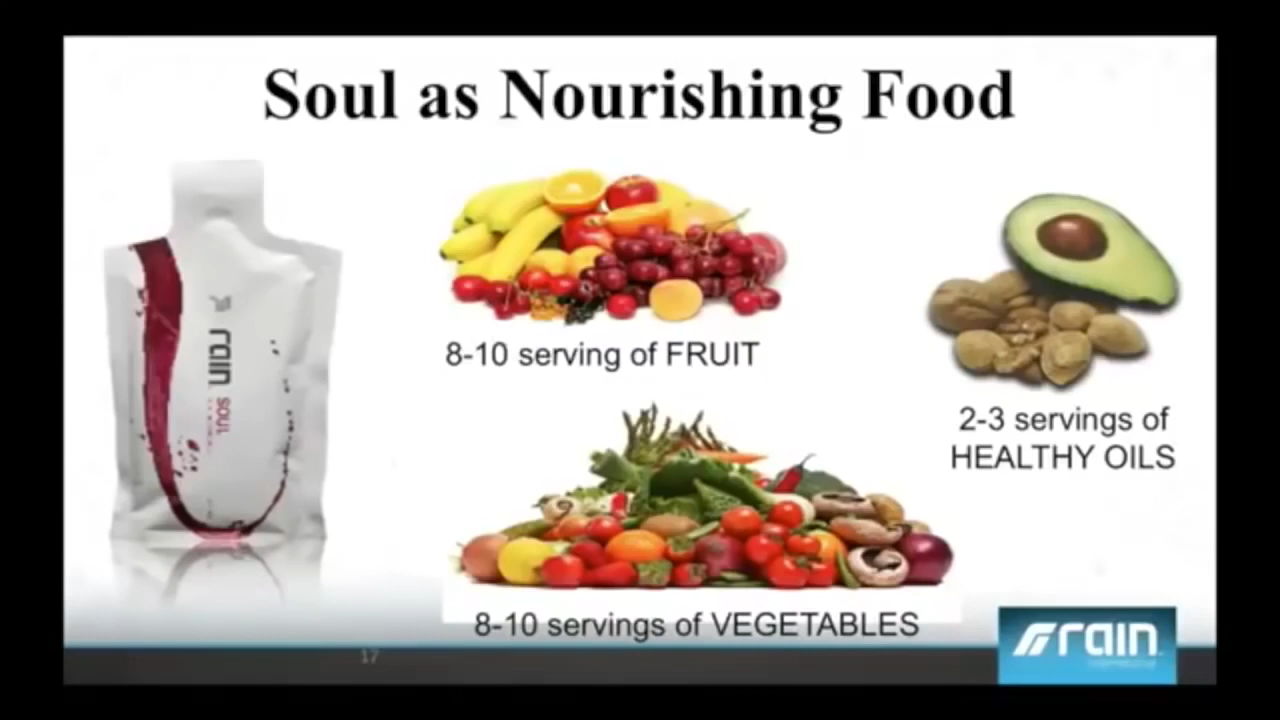 Soul as Nourishing Food
rain SOUL
8-10 serving of FRUIT
2-3 servings of
HEALTHY OILS
8-10 servings of VEGETABLES
17
rain